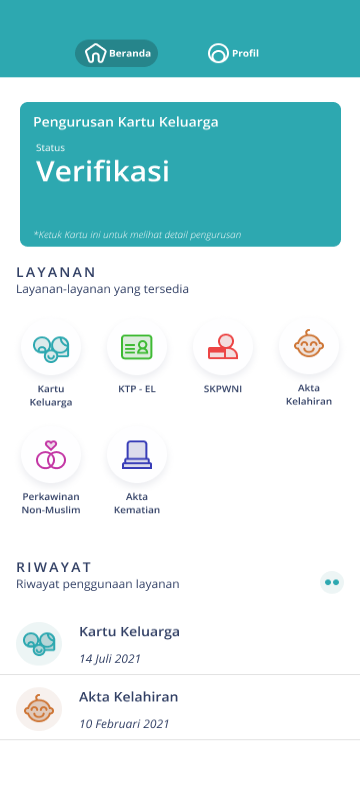 Beranda
Profil
Pengurusan Kartu Keluarga
Status
Verifikasi
*Ketuk Kartu ini untuk melihat detail pengurusan
LAYANAN
Layanan-layanan yang tersedia
Kartu
Keluarga
KTP - EL
SKPWNI
Akta
Kelahiran
Perkawinan
Non-Muslim
Akta
Kematian
RIWAYAT
Riwayat penggunaan layanan
Kartu Keluarga
14 Juli 2021
Akta Kelahiran
10 Februari 2021